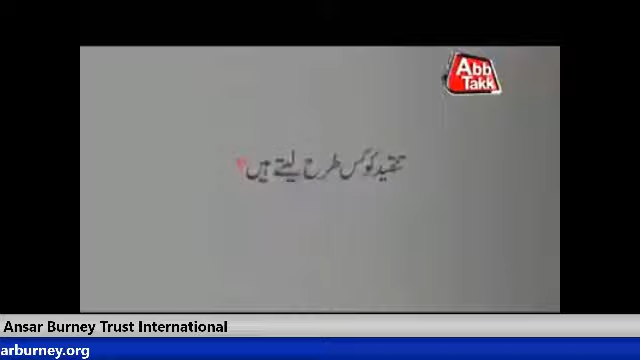 Abb
Takk
تنقید کو کس طرح لیتے ہیں؟
Ansar Burney Trust International
arburney.org